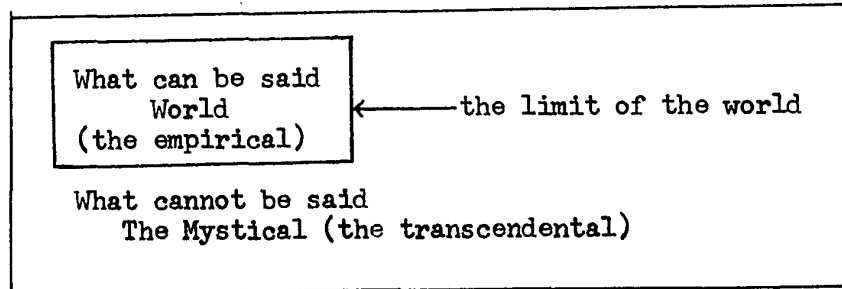 What can be said
World
(the empirical)
the limit of the world
What cannot be said
The Mystical (the transcendental)